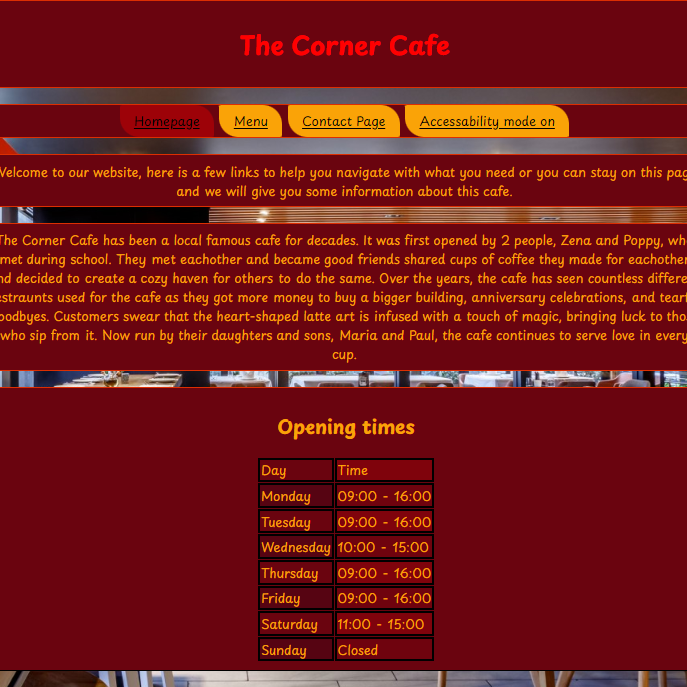 The Corner Cafe
Homepage Menu Contact Page Accessability mode on
Welcome to our website, here is a few links to help you navigate with what you need or you can stay on this page
and we will give you some information about this cafe.
The Corner Cafe has been a local famous cafe for decades. It was first opened by 2 people, Zena and Poppy, who
met during school. They met eachother and became good friends shared cups of coffee they made for eachother
and decided to create a cozy haven for others to do the same. Over the years, the cafe has seen countless
used for the cafe as they got more money to buy a bigger building, anniversary celebrations, and
goodbyes. Customers swear that the heart-shaped latte art is infused with a touch of magic, bringing luck to
who sip from it. Now run by their daughters and sons, Maria and Paul, the cafe continues to serve love in every
cup.
Opening times
Day Time
Monday 09:00 - 16:00
Tuesday 09:00 - 16:00
Wednesday 10:00 - 15:00
Thursday 09:00 - 16:00
Friday 09:00 - 16:00
Saturday 11:00 - 15:00
Sunday Closed